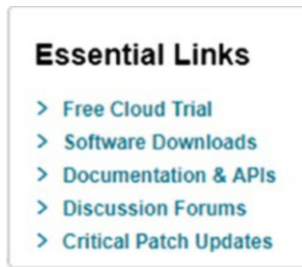 Essential Links
> Free Cloud Trial
> Software Downloads
> Documentation & APIs
> Discussion Forums
> Critical Patch Updates